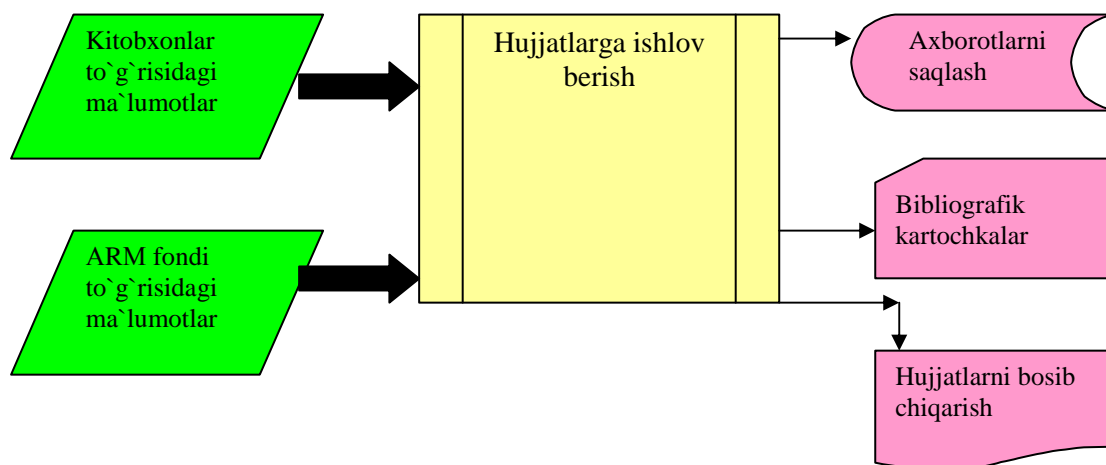 Kitobxonlar
to`g`risidagi
ma`lumotlar
Hujjatlarga ishlov
berish
Axborotlarni
saqlash
ARM fondi
to`g`risidagi
ma`lumotlar
Bibliografik
kartochkalar
Hujjatlarni bosib
chiqarish